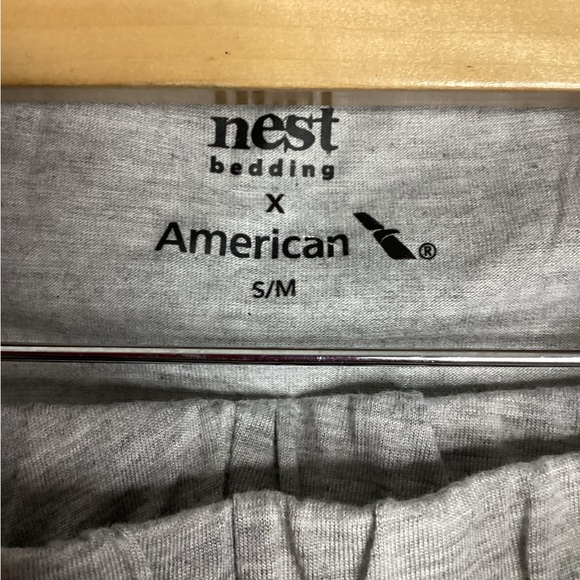 nest
bedding
X
American ®
S/M